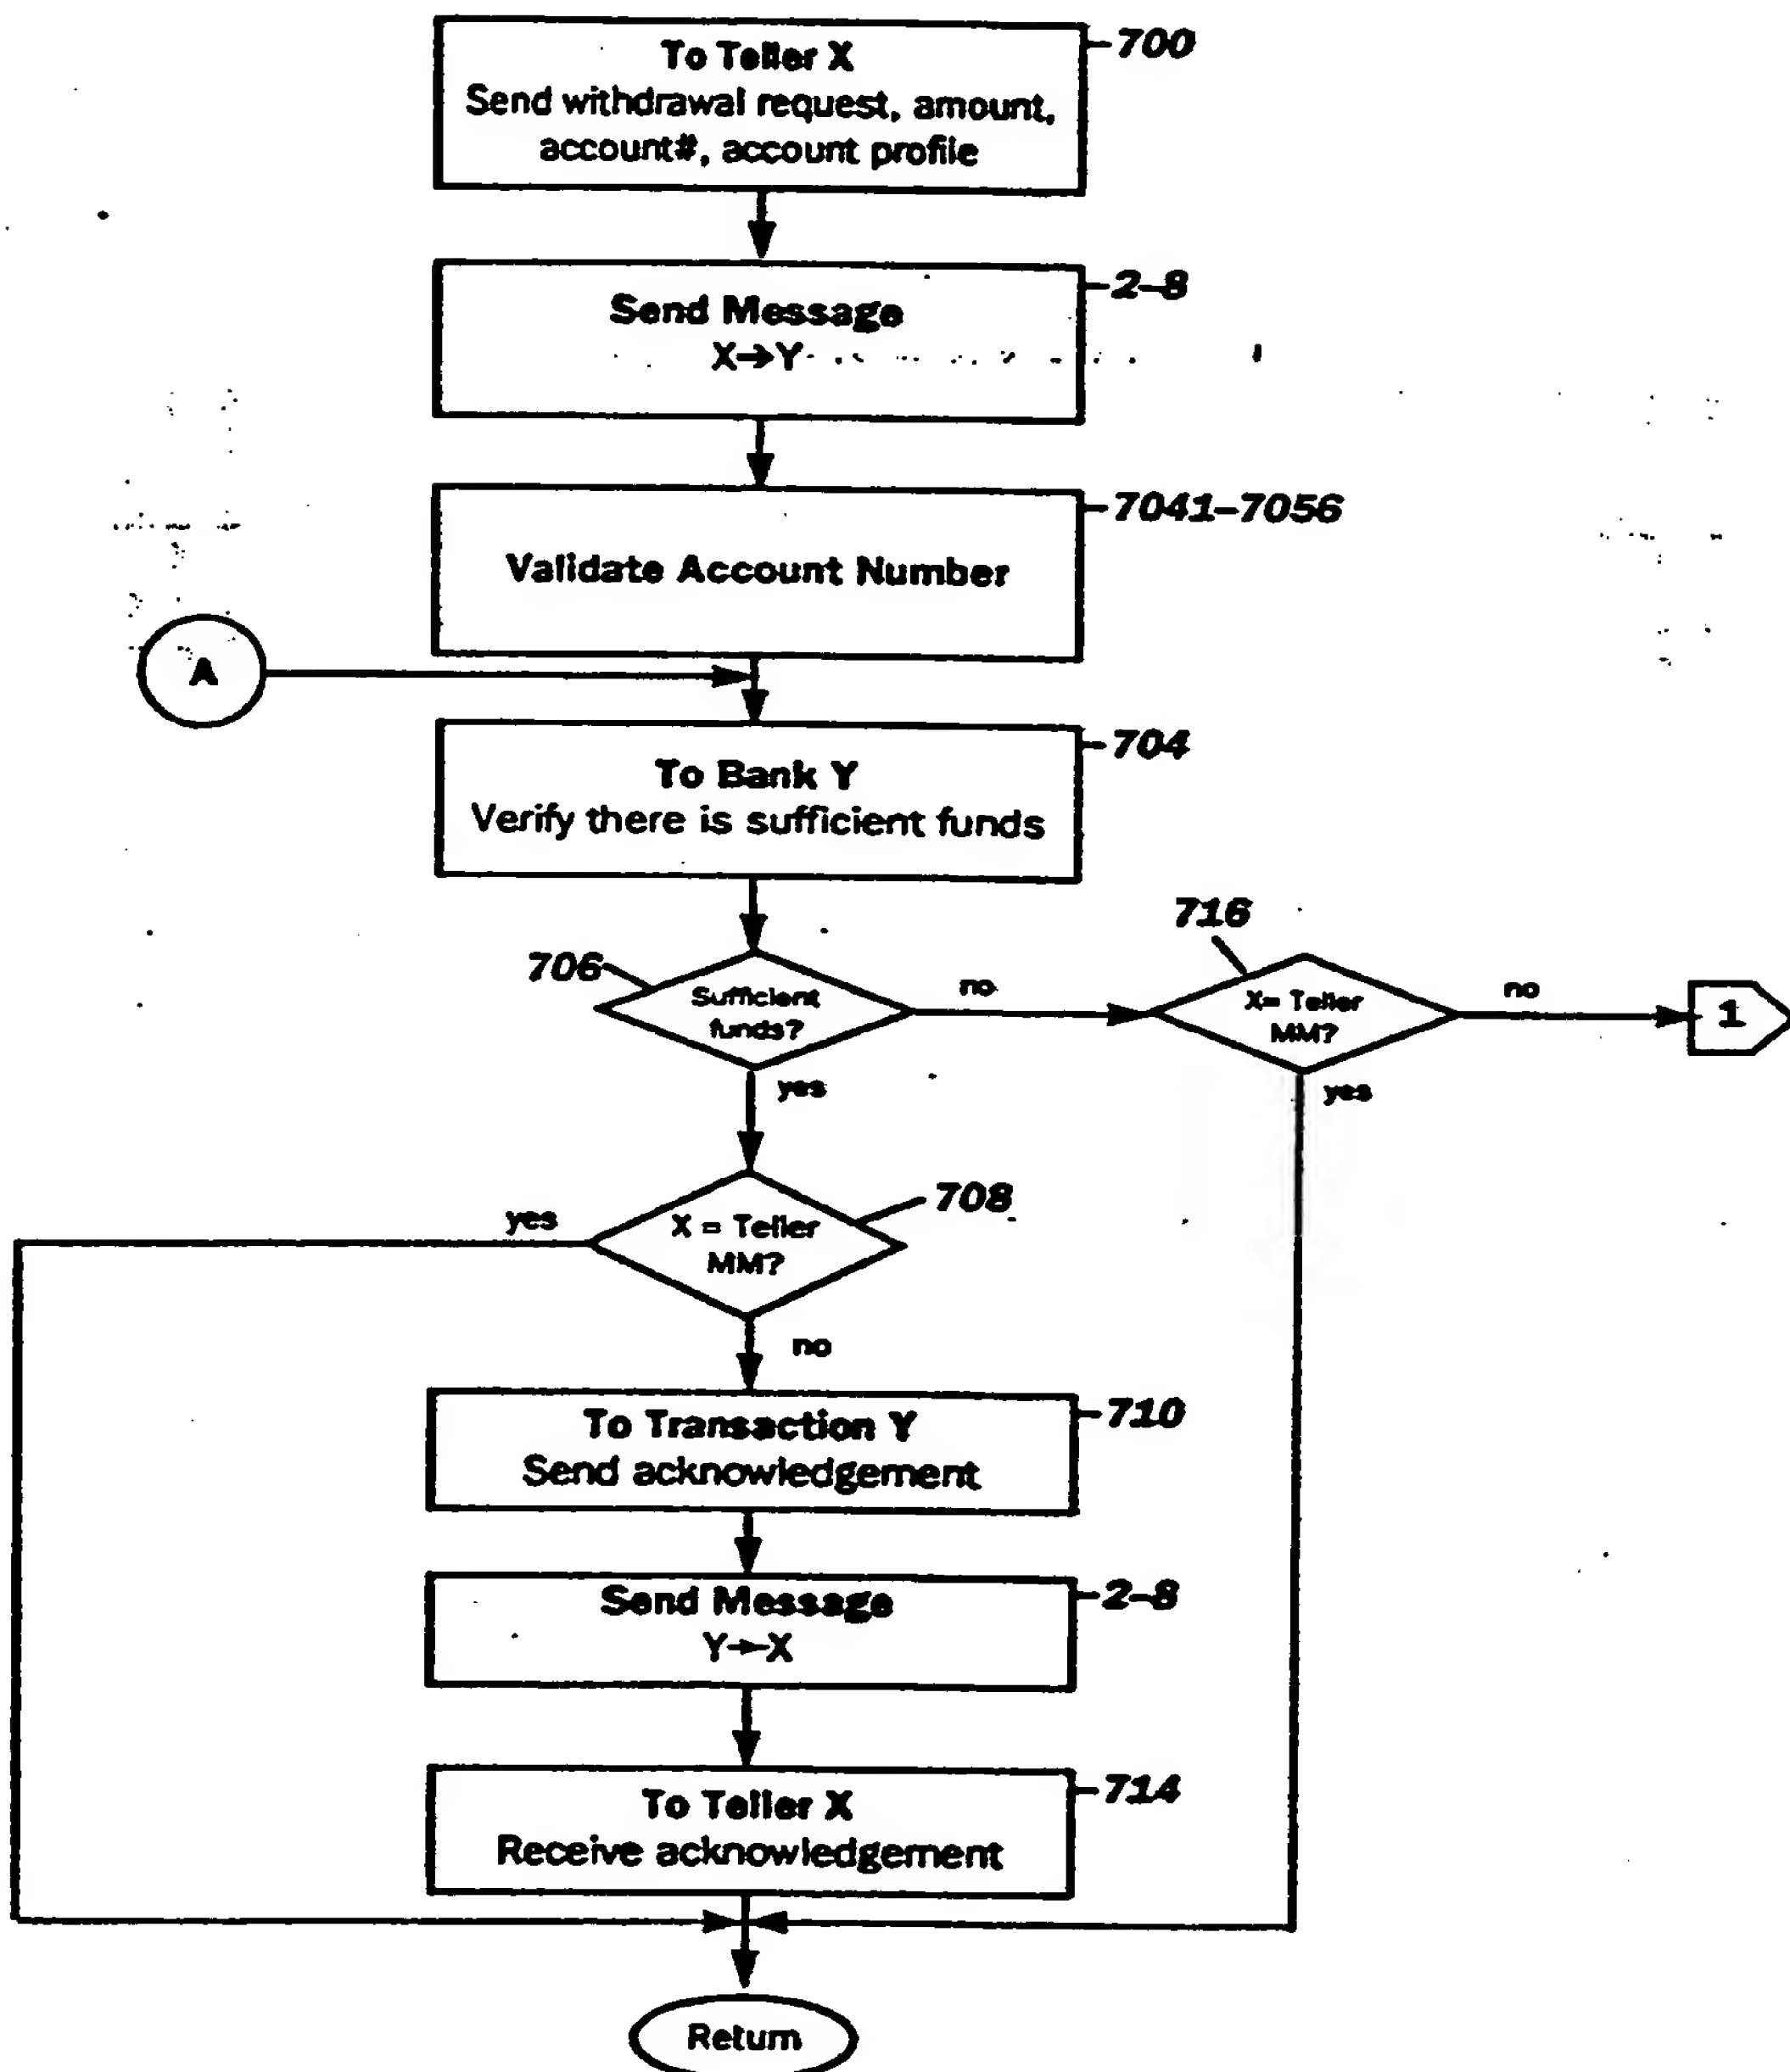 To Teller X
700
Send withdrawal request, amount,
account#, account profile
Send Message
2-8
X→Y
Validate Account Number
7041-7056
A
To Bank Y
704
Verify there is sufficient funds
706
Sufficient
funds?
no
716
X= Teller
MM?
no
1
yes
yes
X = Teller
MM?
708
yes
no
To Transaction Y
710
Send acknowledgement
Send Message
2-8
Y→X
To Teller X
714
Receive acknowledgement
Return